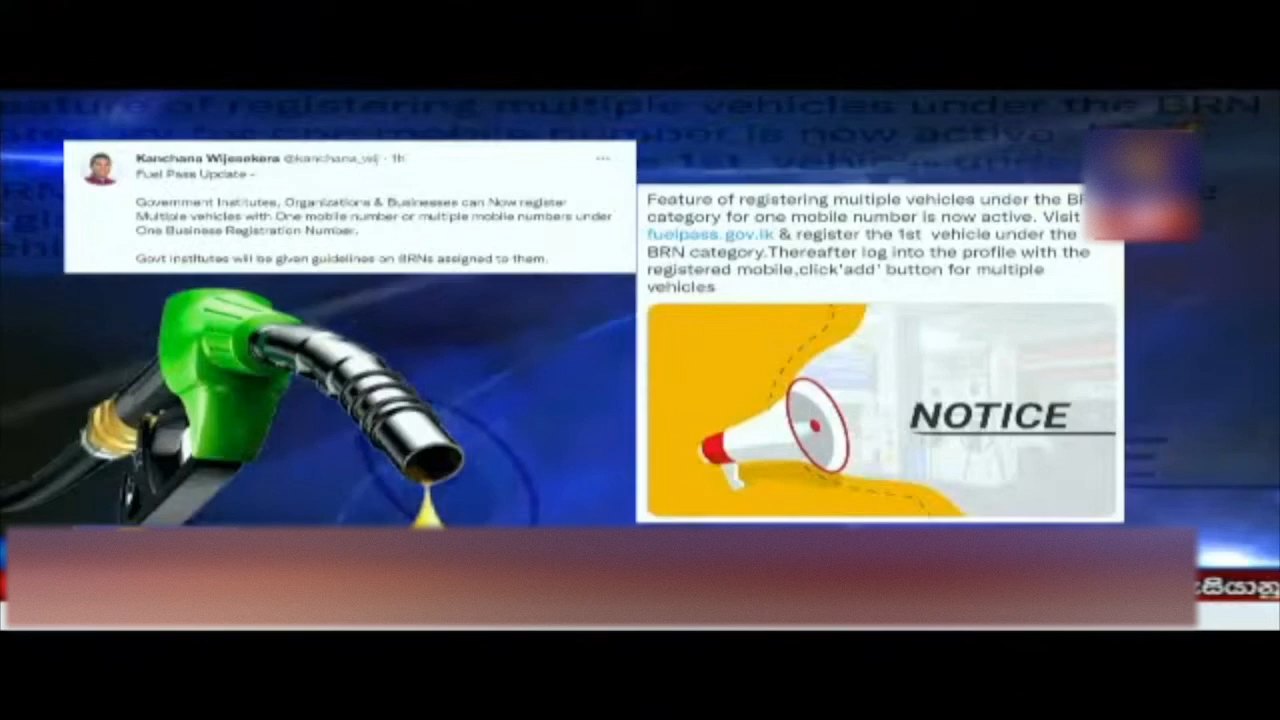 Kanchana Wijesekera @kanchana_wij · 1h
Fuel Pass Update -
Government Institutes, Organizations & Businesses can Now register
Multiple vehicles with One mobile number or multiple mobile numbers under
One Business Registration Number.
Govt institutes will be given guidelines on BRNs assigned to them.
Feature of registering multiple vehicles under the
category for one mobile number is now active. Visit
fuelpass.gov.lk & register the 1st vehicle under the
BRN category.Thereafter log into the profile with the
registered mobile,click'add' button for multiple
vehicles
NOTICE